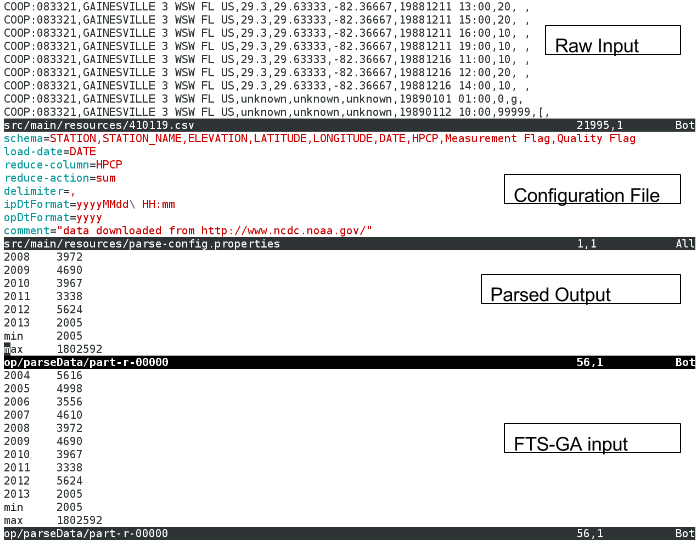 COOP:083321,GAINESVILLE 3 WSW FL US,29.3,29.63333,-82.36667,19881211 13:00,20, ,
COOP:083321,GAINESVILLE 3 WSW FL US,29.3,29.63333,-82.36667,19881211 15:00,20, ,
COOP:083321,GAINESVILLE 3 WSW FL US,29.3,29.63333,-82.36667,19881211 16:00,10, ,
COOP:083321,GAINESVILLE 3 WSW FL US,29.3,29.63333,-82.36667,19881211 19:00,10, ,
COOP:083321,GAINESVILLE 3 WSW FL US,29.3,29.63333,-82.36667,19881216 11:00,10, ,
COOP:083321,GAINESVILLE 3 WSW FL US,29.3,29.63333,-82.36667,19881216 12:00,20, ,
COOP:083321,GAINESVILLE 3 WSW FL US,29.3,29.63333,-82.36667,19881216 14:00,10, ,
COOP:083321,GAINESVILLE 3 WSW FL US,unknown,unknown,unknown,19890101 01:00,0,g,
COOP:083321,GAINESVILLE 3 WSW FL US,unknown,unknown,unknown,19890112 10:00,99999,[,
Raw Input
src/main/resources/410119.csv 21995,1 Bot
schema=STATION,STATION_NAME,ELEVATION,LATITUDE,LONGITUDE,DATE,HPCP,Measurement Flag,Quality Flag
load-date=DATE
reduce-column=HPCP
reduce-action=sum
delimiter=,
ipDtFormat=yyyyMMdd\ HH:mm
opDtFormat=yyyy
comment="data downloaded from http://www.ncdc.noaa.gov/"
Configuration File
src/main/resources/parse-config.properties 1,1 All
2008 3972
2009 4690
2010 3967
2011 3338
2012 5624
2013 2005
min 2005
max 1802592
Parsed Output
op/parseData/part-r-00000 56,1 Bot
2004 5616
2005 4998
2006 3556
2007 4610
2008 3972
2009 4690
2010 3967
2011 3338
2012 5624
2013 2005
min 2005
max 1802592
FTS-GA input
op/parseData/part-r-00000 56,1 Bot